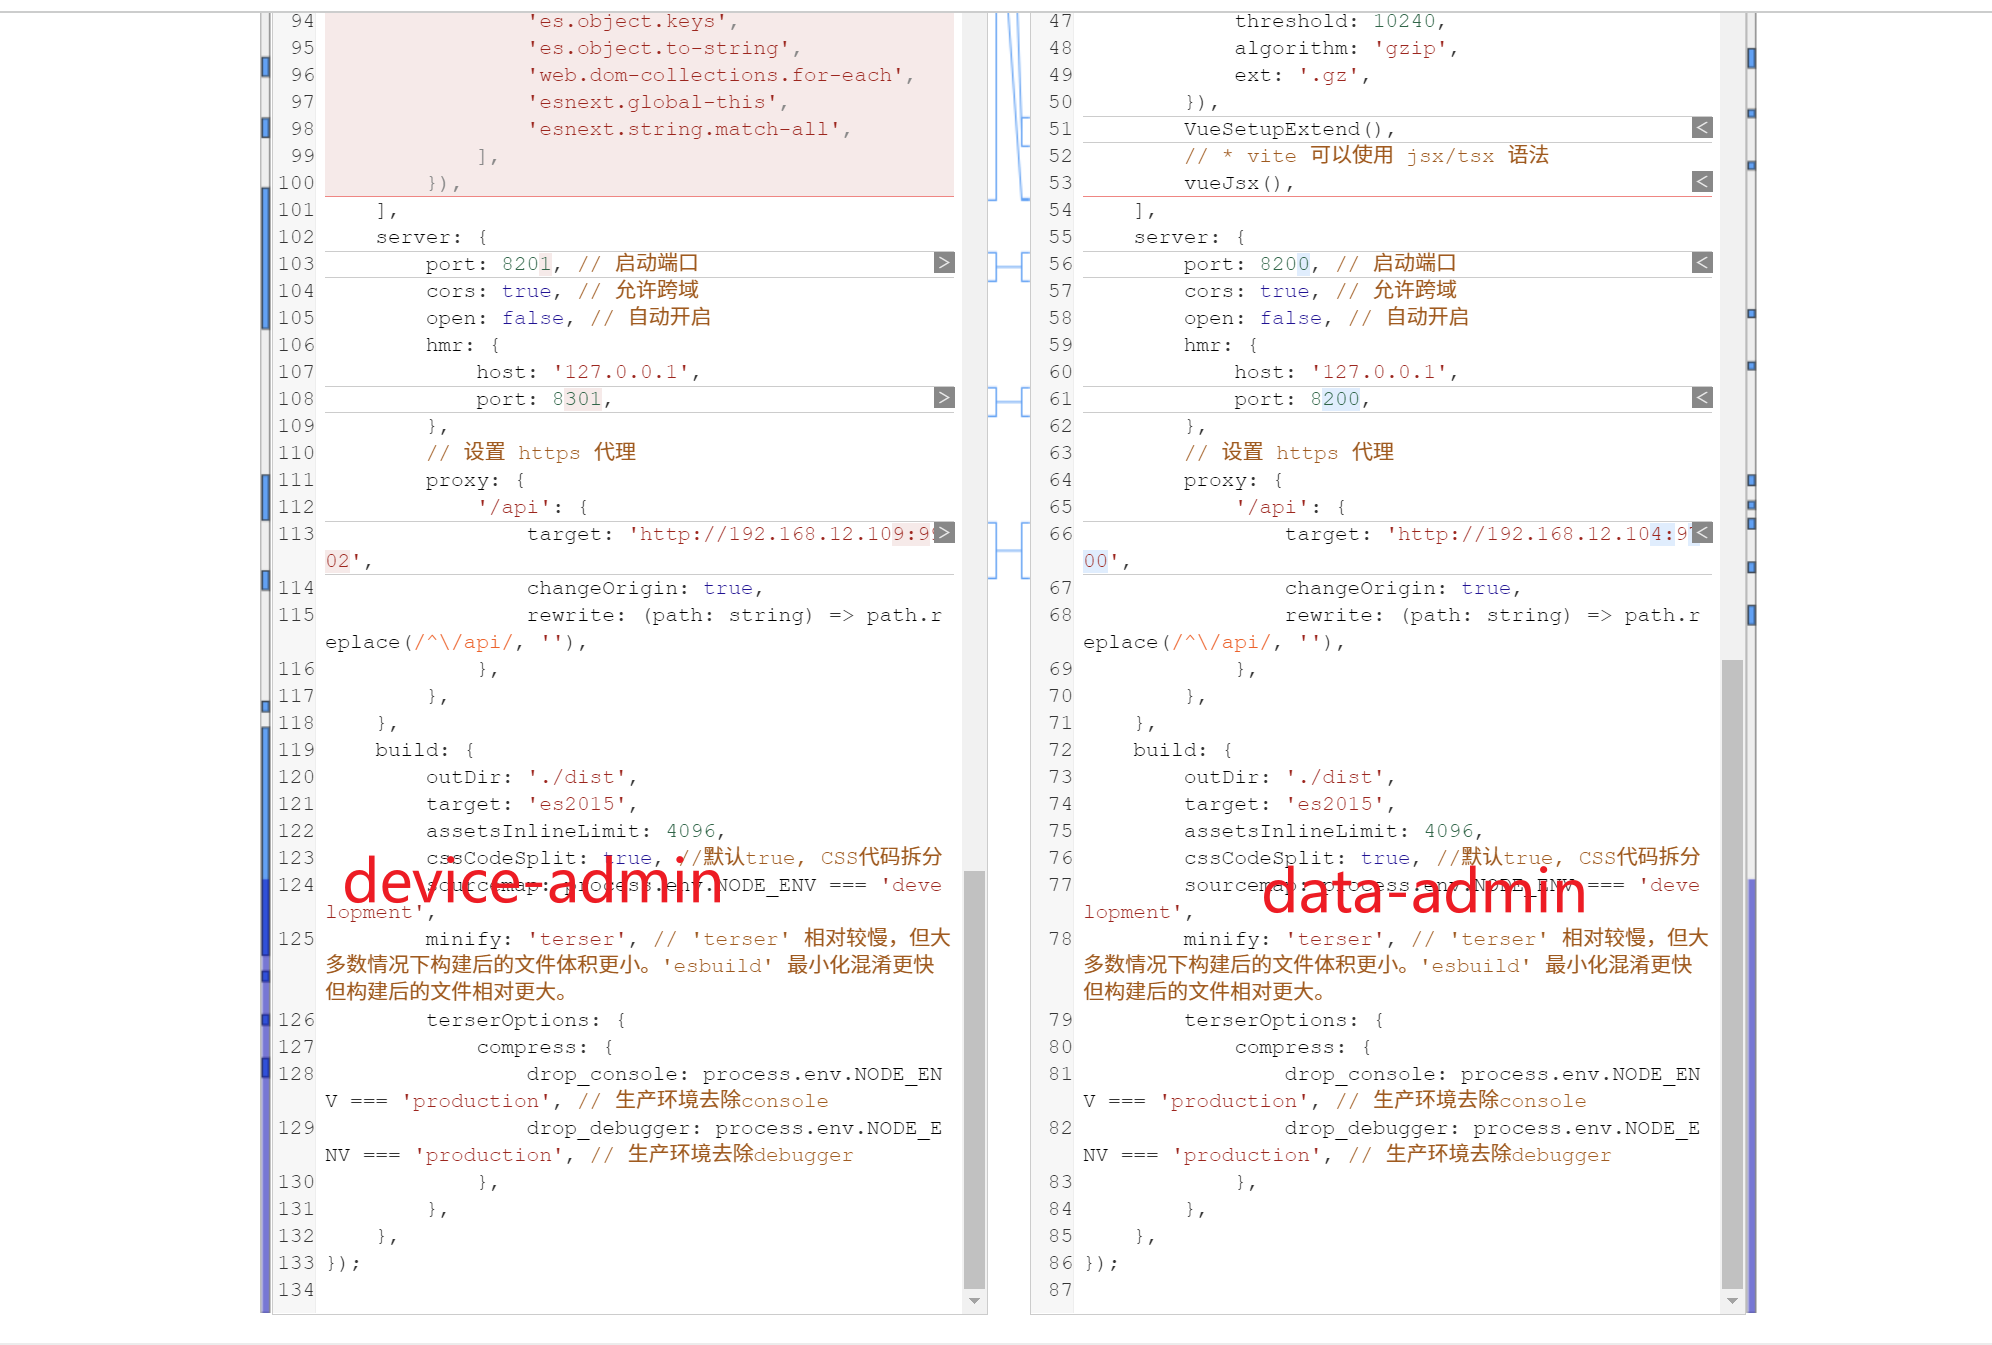 94 'es.object.keys',
95 'es.object.to-string',
96 'web.dom-collections.for-each',
97 'esnext.global-this',
98 'esnext.string.match-all',
99 ],
100 }),
101 ],
102 server: {
103 port: 8201, // 启动端口 >
104 cors: true, // 允许跨域
105 open: false, // 自动开启
106 hmr: {
107 host: '127.0.0.1',
108 port: 8301, >
109 },
110 // 设置 https 代理
111 proxy: {
112 '/api': {
113 target: 'http://192.168.12.109:9 >
02',
114 changeOrigin: true,
115 rewrite: (path: string) => path.r
eplace(/^\/api/, ''),
116 },
117 },
118 },
119 build: {
120 outDir: './dist',
121 target: 'es2015',
122 assetsInlineLimit: 4096,
123 cssCodeSplit: true, //默认true, CSS代码拆分
device-admin
124 sourcemap: process.env.NODE_ENV === 'deve
lopment',
125 minify: 'terser', // 'terser' 相对较慢，但大
多数情况下构建后的文件体积更小。'esbuild' 最小化混淆更快
但构建后的文件相对更大。
126 terserOptions: {
127 compress: {
128 drop_console: process.env.NODE_EN
V === 'production', // 生产环境去除console
129 drop_debugger: process.env.NODE_E
NV === 'production', // 生产环境去除debugger
130 },
131 },
132 },
133 });
134
47 threshold: 10240,
48 algorithm: 'gzip',
49 ext: '.gz',
50 }),
51 VueSetupExtend(), <
52 // * vite 可以使用 jsx/tsx 语法
53 vueJsx(), <
54 ],
55 server: {
56 port: 8200, // 启动端口 <
57 cors: true, // 允许跨域
58 open: false, // 自动开启
59 hmr: {
60 host: '127.0.0.1',
61 port: 8200, <
62 },
63 // 设置 https 代理
64 proxy: {
65 '/api': {
66 target: 'http://192.168.12.104:9 <
00',
67 changeOrigin: true,
68 rewrite: (path: string) => path.r
eplace(/^\/api/, ''),
69 },
70 },
71 },
72 build: {
73 outDir: './dist',
74 target: 'es2015',
75 assetsInlineLimit: 4096,
76 cssCodeSplit: true, //默认true, CSS代码拆分
data-admin
77 sourcemap: process.env.NODE_ENV === 'deve
lopment',
78 minify: 'terser', // 'terser' 相对较慢，但大
多数情况下构建后的文件体积更小。'esbuild' 最小化混淆更快
但构建后的文件相对更大。
79 terserOptions: {
80 compress: {
81 drop_console: process.env.NODE_EN
V === 'production', // 生产环境去除console
82 drop_debugger: process.env.NODE_E
NV === 'production', // 生产环境去除debugger
83 },
84 },
85 },
86 });
87